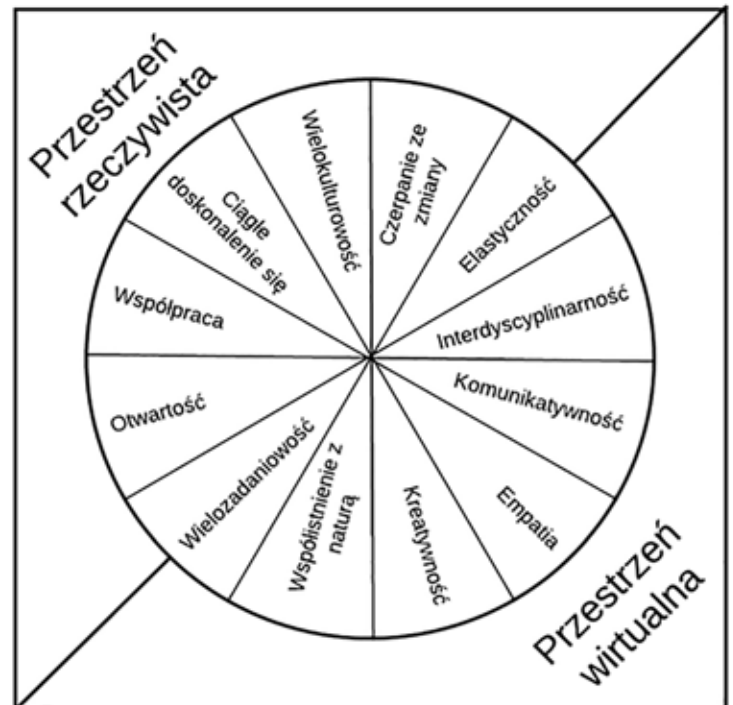 Przestrzeń
rzeczywista
Czerpanie ze
zmiany
Elastyczność
Interdyscyplinarność
Komunikatywność
Empatia
Kreatywność
Współistnienie z
naturą
Wielozadaniowość
Otwartość
Współpraca
Ciągłe
doskonalenie się
Wielokulturowość
Przestrzeń
wirtualna